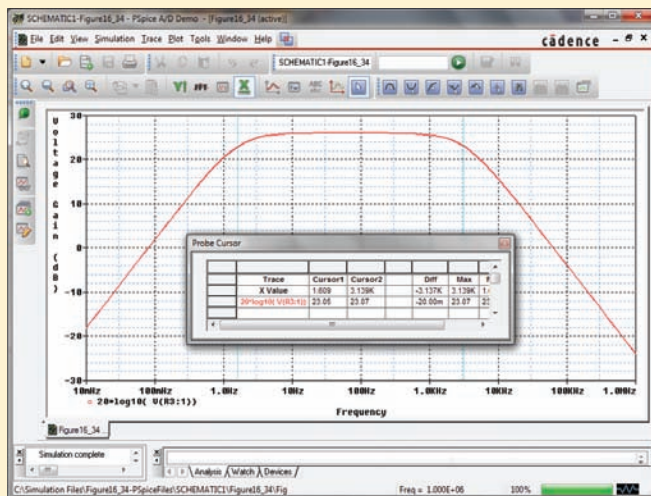 SCHEMATIC1-Figure16_34 - PSpice A/D Demo - [Figure16_34 (active)]
File Edit View Simulation Trace Plot Tools Window Help
cādence
SCHEMATIC1-Figure16_34
Voltage Gain (dB)
30
20
10
0
-10
-20
-30
Probe Cursor
Trace Cursor1 Cursor2 Diff Max
X Value 1.609 3.139K -3.137K 3.139K
20*log10( V(R3:1)) 23.05 23.07 -20.00m 23.07
10mHz 100mHz 1.0Hz 10Hz 100Hz 1.0KHz 10KHz 100KHz 1.0MHz
20*log10( V(R3:1))
Frequency
Figure16_34 ...
Simulation complete
Analysis Watch Devices
C:\Simulation Files\Figure16_34-PSpiceFiles\SCHEMATIC1\Figure16_34\Fig Freq = 1.000E+06 100%